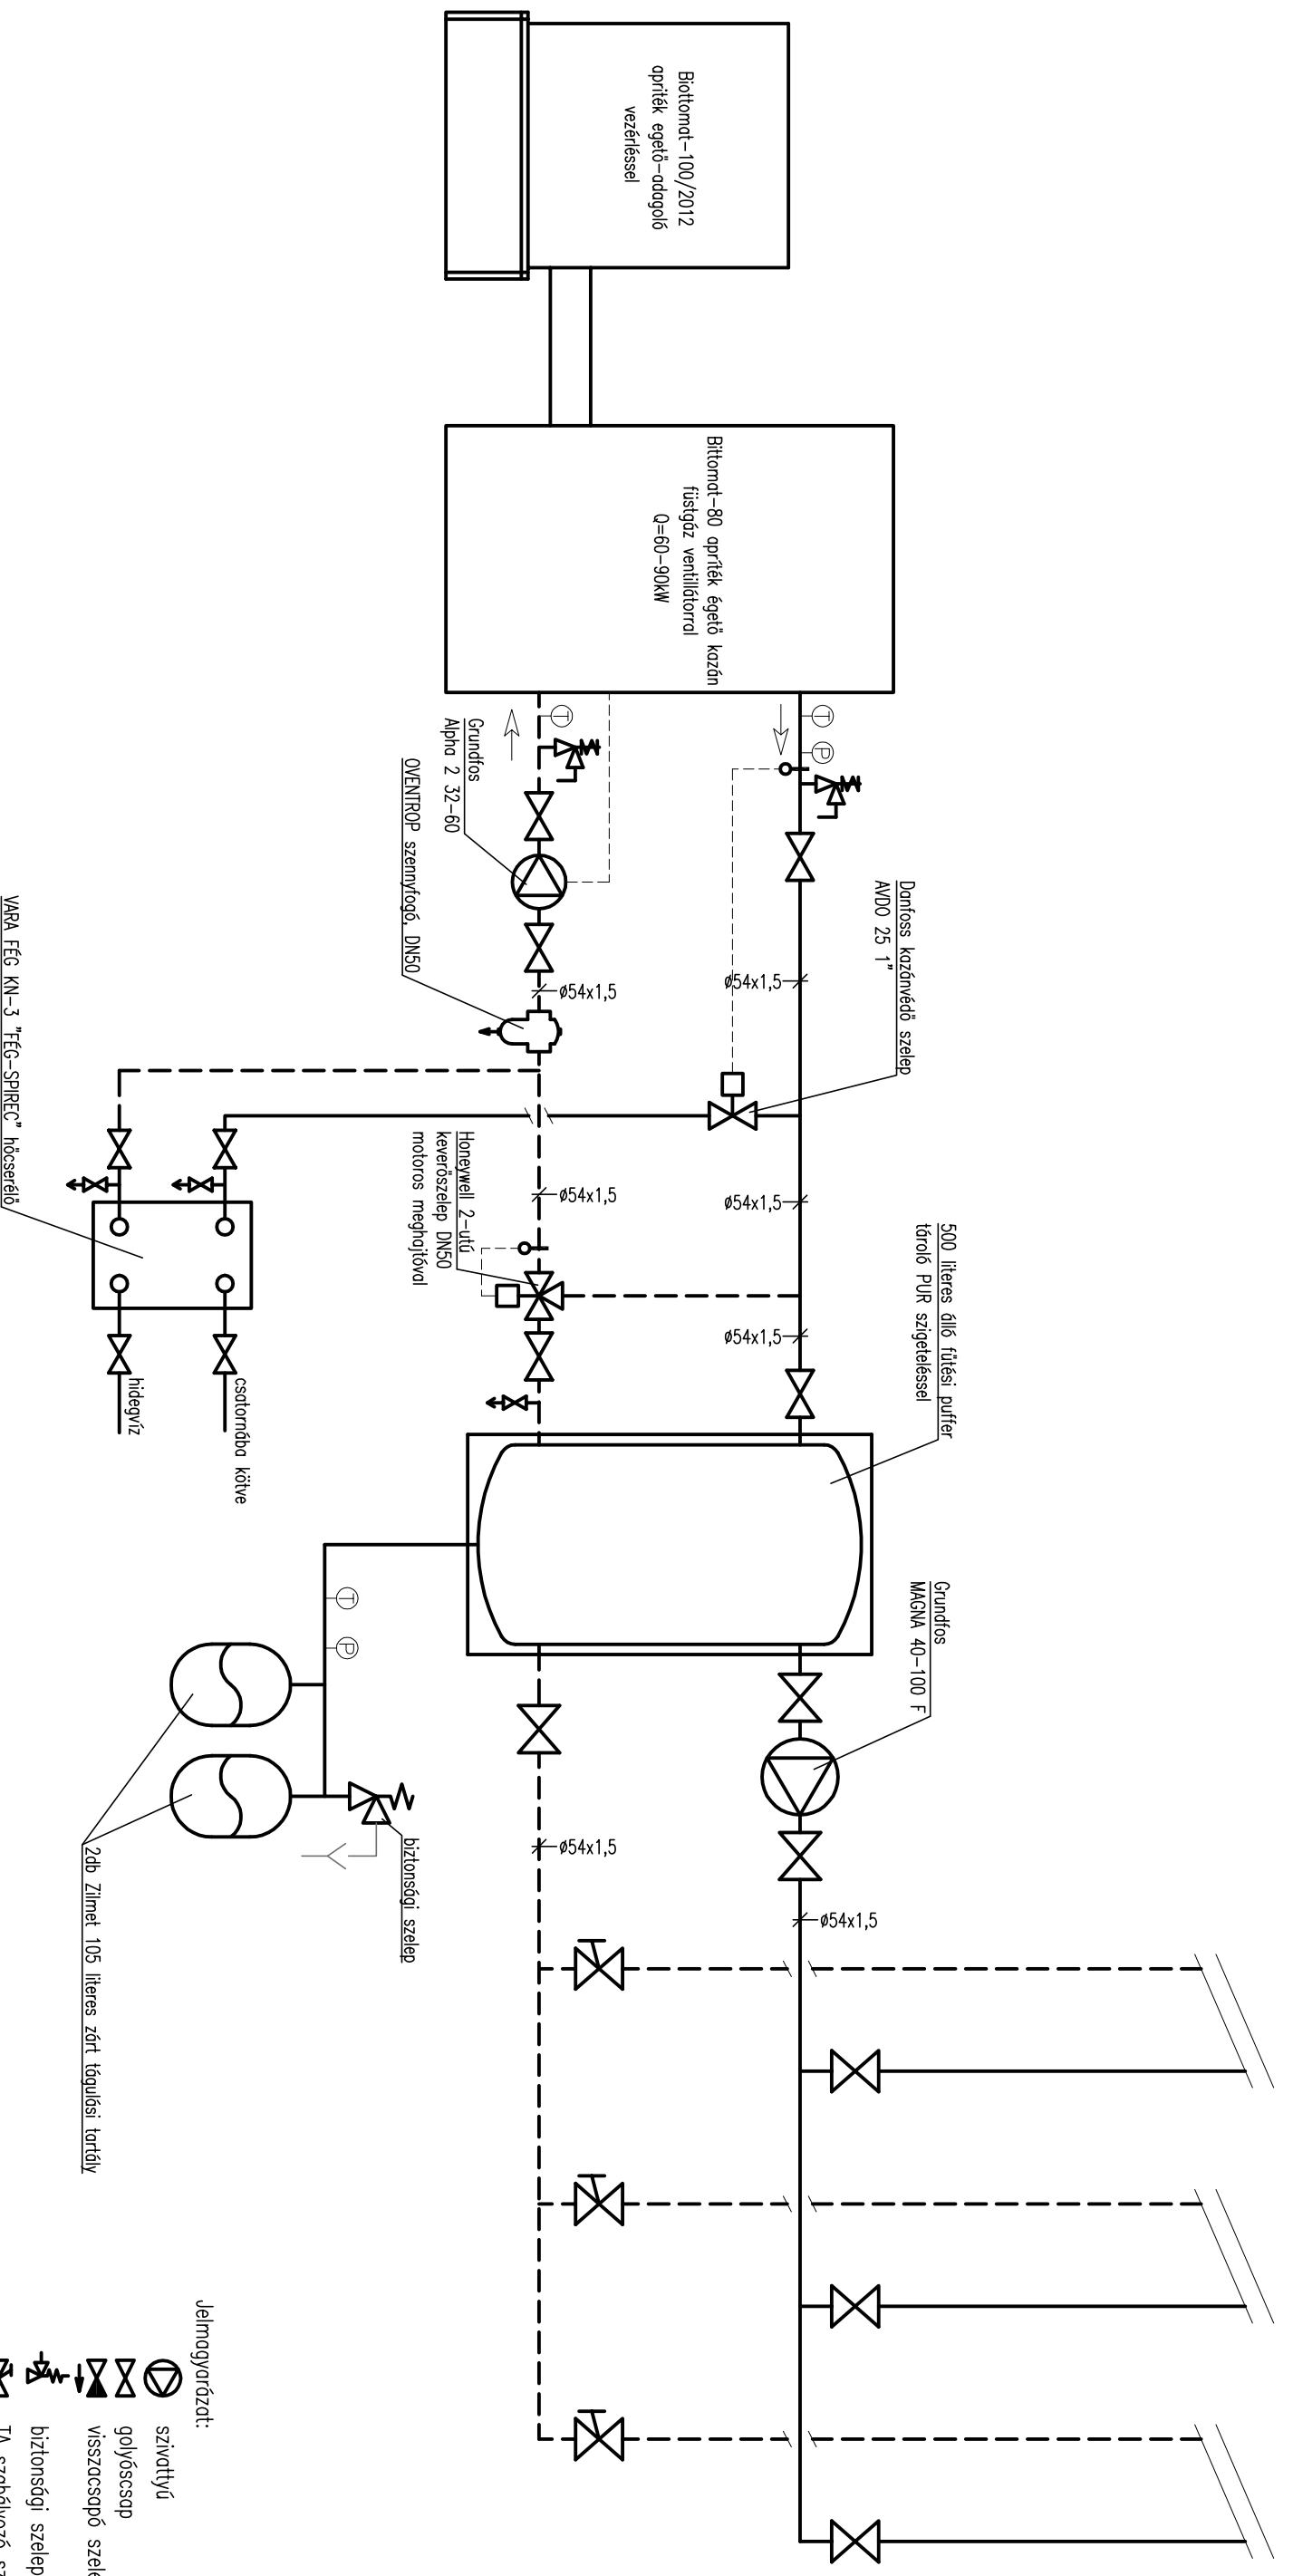 Biottomat-100/2012
apriték egető-adagoló
vezérléssel
Bittomat-80 apríték égető kazán
füstgáz ventillátorral
Q=60-90kW
T
P
T
Grundfos
Alpha 2 32-60
OVENTROP szennyfogó, DN50
Danfoss kazánvédő szelep
AVDO 25 1"
ø54x1,5
ø54x1,5
VARA FÉG KN-3 "FÉG-SPIREC" hőcserélő
Honeywell 2-utú
keverőszelep DN50
motoros meghajtóval
ø54x1,5
ø54x1,5
ø54x1,5
500 literes álló fűtési puffer
tároló PUR szigeteléssel
csatornába kötve
hidegvíz
Grundfos
MAGNA 40-100 F
T
P
biztonsági szelep
2db Zilmet 105 literes zárt tágulási tartály
ø54x1,5
ø54x1,5
Jelmagyarázat:
szivattyú
golyóscsap
visszacsapó szele
biztonsági szelep